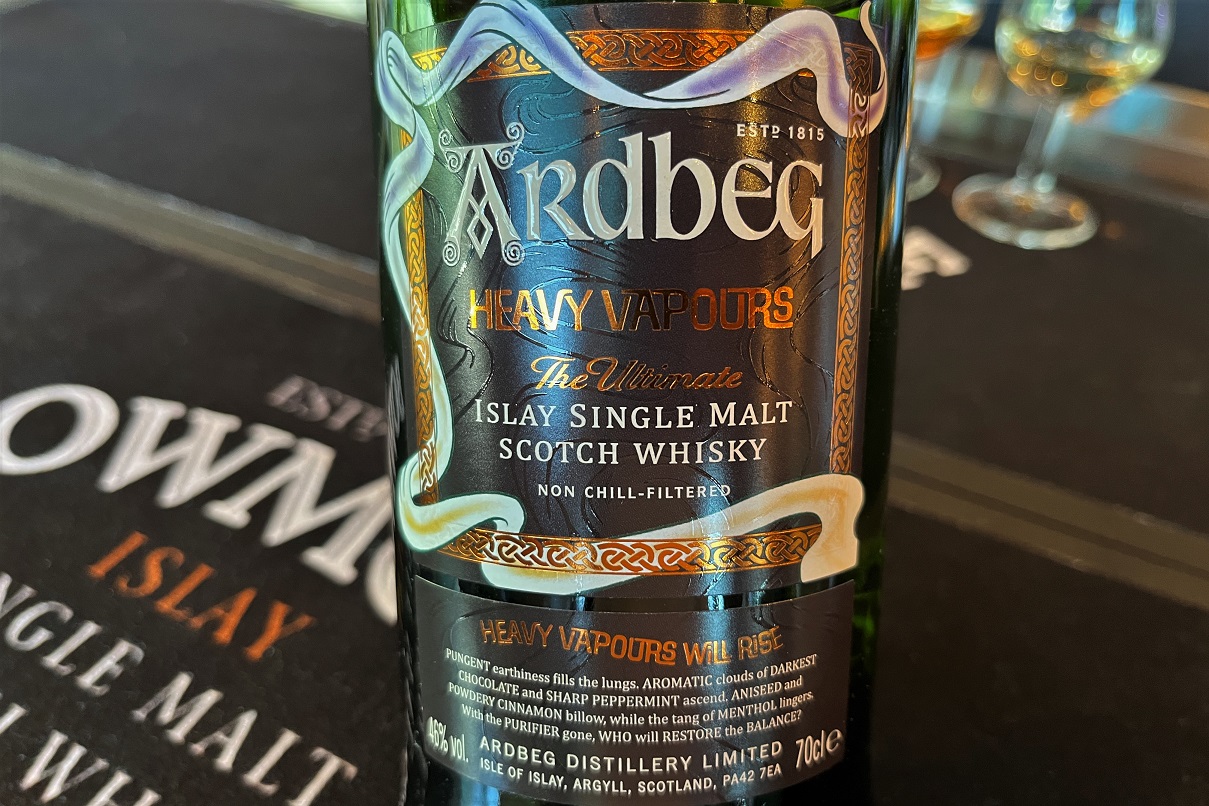 ESTD 1815
ARDBEG
HEAVY VAPOURS
The Ultimate
ISLAY SINGLE MALT
SCOTCH WHISKY
NON CHILL-FILTERED
HEAVY VAPOURS WILL RISE
PUNGENT earthiness fills the lungs. AROMATIC clouds of DARKEST
CHOCOLATE and SHARP PEPPERMINT ascend. ANISEED and
POWDERY CINNAMON billow, while the tang of MENTHOL lingers.
With the PURIFIER gone, WHO will RESTORE the BALANCE?
46% vol.
ARDBEG DISTILLERY LIMITED
70cl e
ISLE OF ISLAY, ARGYLL, SCOTLAND, PA42 7EA
ESTD
OWMO
ISLAY
NGLE MALT
WH